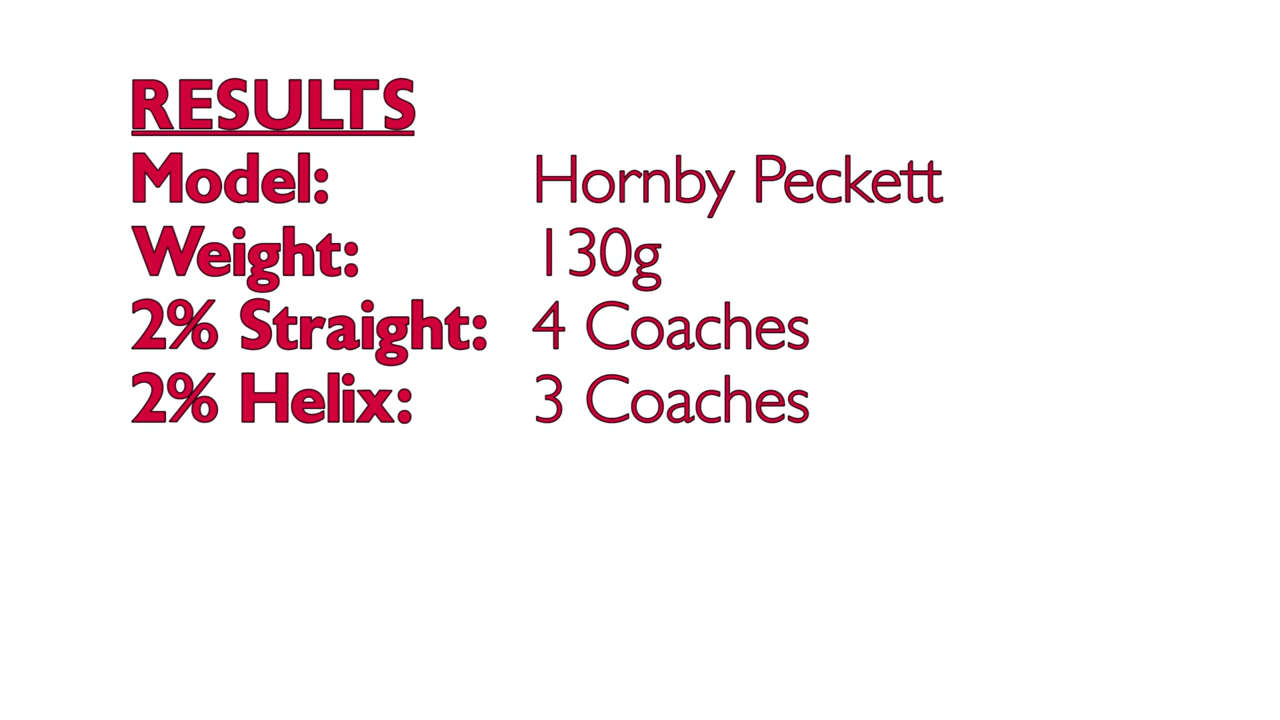 RESULTS
Model: Hornby Peckett
Weight: 130g
2% Straight: 4 Coaches
2% Helix: 3 Coaches